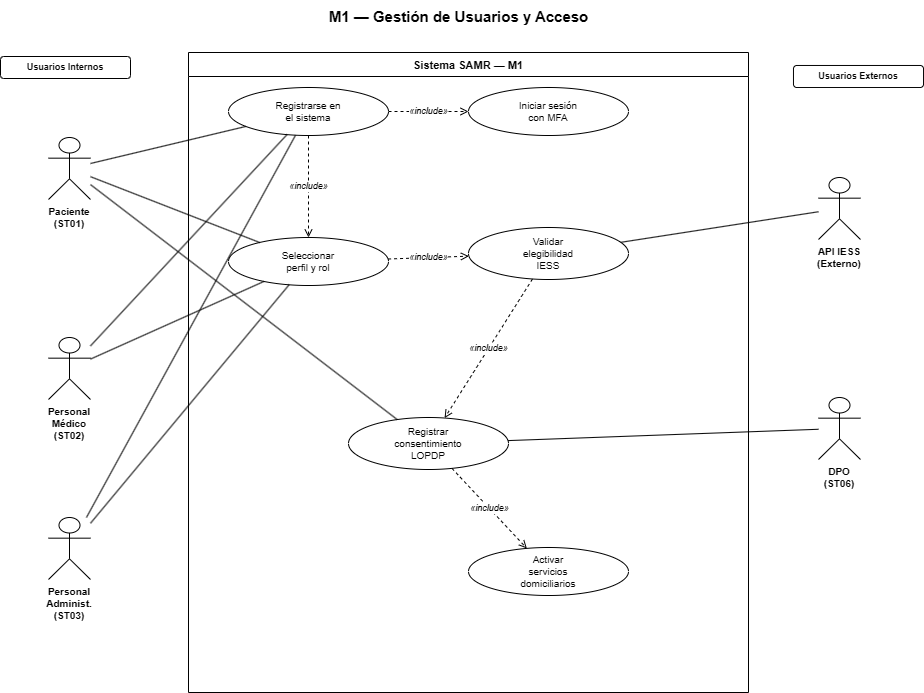 M1 — Gestión de Usuarios y Acceso
Usuarios Internos
Sistema SAMR — M1
Usuarios Externos
Registrarse en
el sistema
«include»
Iniciar sesión
con MFA
«include»
Paciente
(ST01)
Seleccionar
perfil y rol
«include»
Validar
elegibilidad
IESS
API IESS
(Externo)
«include»
Personal
Médico
(ST02)
Registrar
consentimiento
LOPDP
DPO
(ST06)
«include»
Activar
servicios
domiciliarios
Personal
Administ.
(ST03)